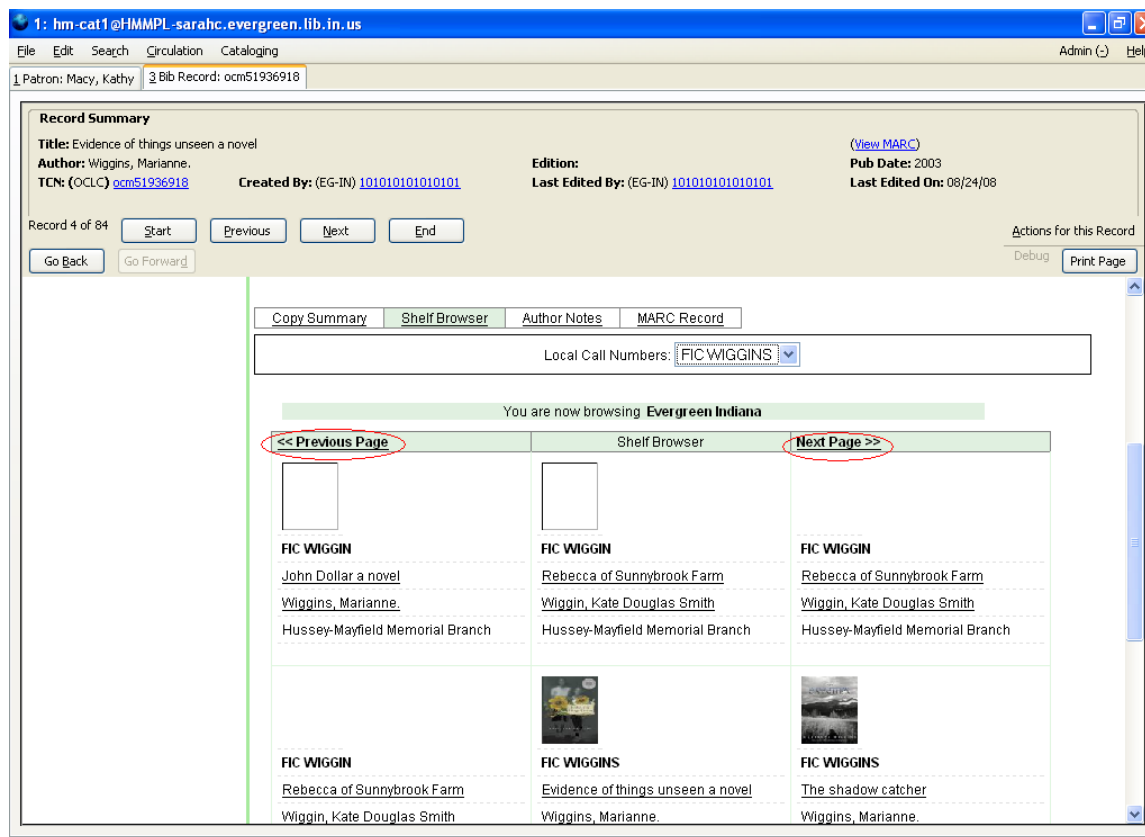 1: hm-cat1@HMMPL-sarahc.evergreen.lib.in.us
File Edit Search Circulation Cataloging Admin (-) Help
1 Patron: Macy, Kathy 3 Bib Record: ocm51936918
Record Summary
Title: Evidence of things unseen a novel (View MARC)
Author: Wiggins, Marianne. Edition: Pub Date: 2003
TCN: (OCLC) ocm51936918 Created By: (EG-IN) 101010101010101 Last Edited By: (EG-IN) 101010101010101 Last Edited On: 08/24/08
Record 4 of 84 Start Previous Next End Actions for this Record
Go Back Go Forward Debug Print Page
Copy Summary Shelf Browser Author Notes MARC Record
Local Call Numbers: FIC WIGGINS
You are now browsing Evergreen Indiana
<< Previous Page Shelf Browser Next Page >>
FIC WIGGIN FIC WIGGIN FIC WIGGIN
John Dollar a novel Rebecca of Sunnybrook Farm Rebecca of Sunnybrook Farm
Wiggins, Marianne. Wiggin, Kate Douglas Smith Wiggin, Kate Douglas Smith
Hussey-Mayfield Memorial Branch Hussey-Mayfield Memorial Branch Hussey-Mayfield Memorial Branch
FIC WIGGIN FIC WIGGINS FIC WIGGINS
Rebecca of Sunnybrook Farm Evidence of things unseen a novel The shadow catcher
Wiggin, Kate Douglas Smith Wiggins, Marianne. Wiggins, Marianne.